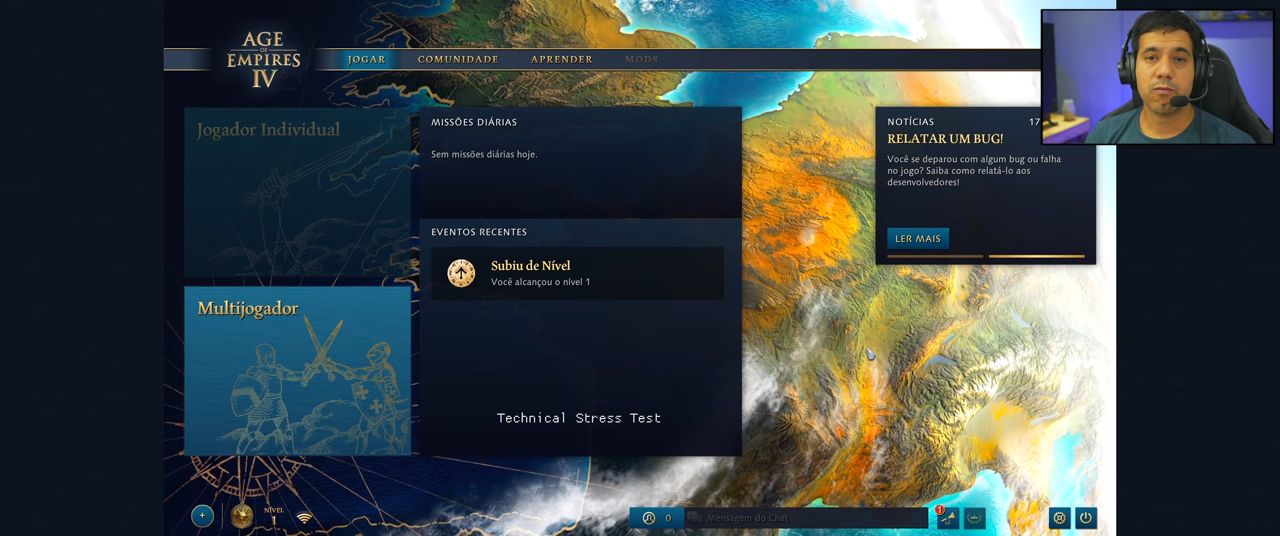 AGE
OF
EMPIRES
IV
JOGAR
COMUNIDADE
APRENDER
MODS
Jogador Individual
Multijogador
MISSÕES DIÁRIAS
Sem missões diárias hoje.
EVENTOS RECENTES
Subiu de Nível
Você alcançou o nível 1
Technical Stress Test
NOTÍCIAS
17
RELATAR UM BUG!
Você se deparou com algum bug ou falha
no jogo? Saiba como relatá-lo aos
desenvolvedores!
LER MAIS
NÍVEL
1
0
Mensagem do Chat
1